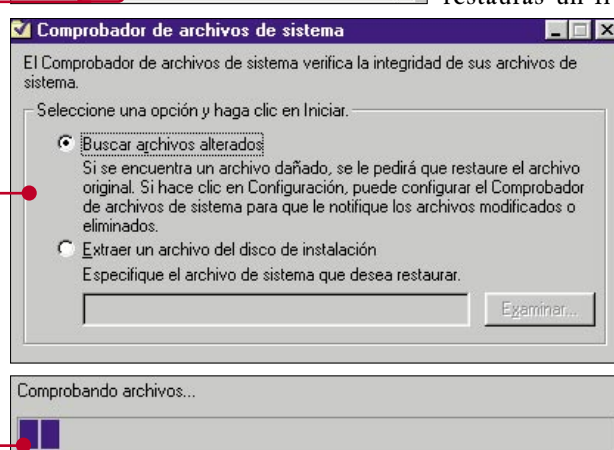 restauras un
Comprobador de archivos de sistema
El Comprobador de archivos de sistema verifica la integridad de sus archivos de
sistema.
Seleccione una opción y haga clic en Iniciar.
Buscar archivos alterados
Si se encuentra un archivo dañado, se le pedirá que restaure el archivo
original. Si hace clic en Configuración, puede configurar el Comprobador
de archivos de sistema para que le notifique los archivos modificados o
eliminados.
Extraer un archivo del disco de instalación
Especifique el archivo de sistema que desea restaurar.
Examinar...
Comprobando archivos...